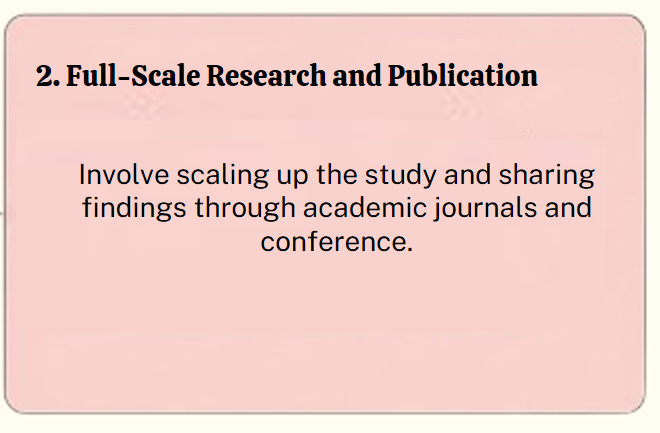 2. Full-Scale Research and Publication
Involve scaling up the study and sharing
findings through academic journals and
conference.